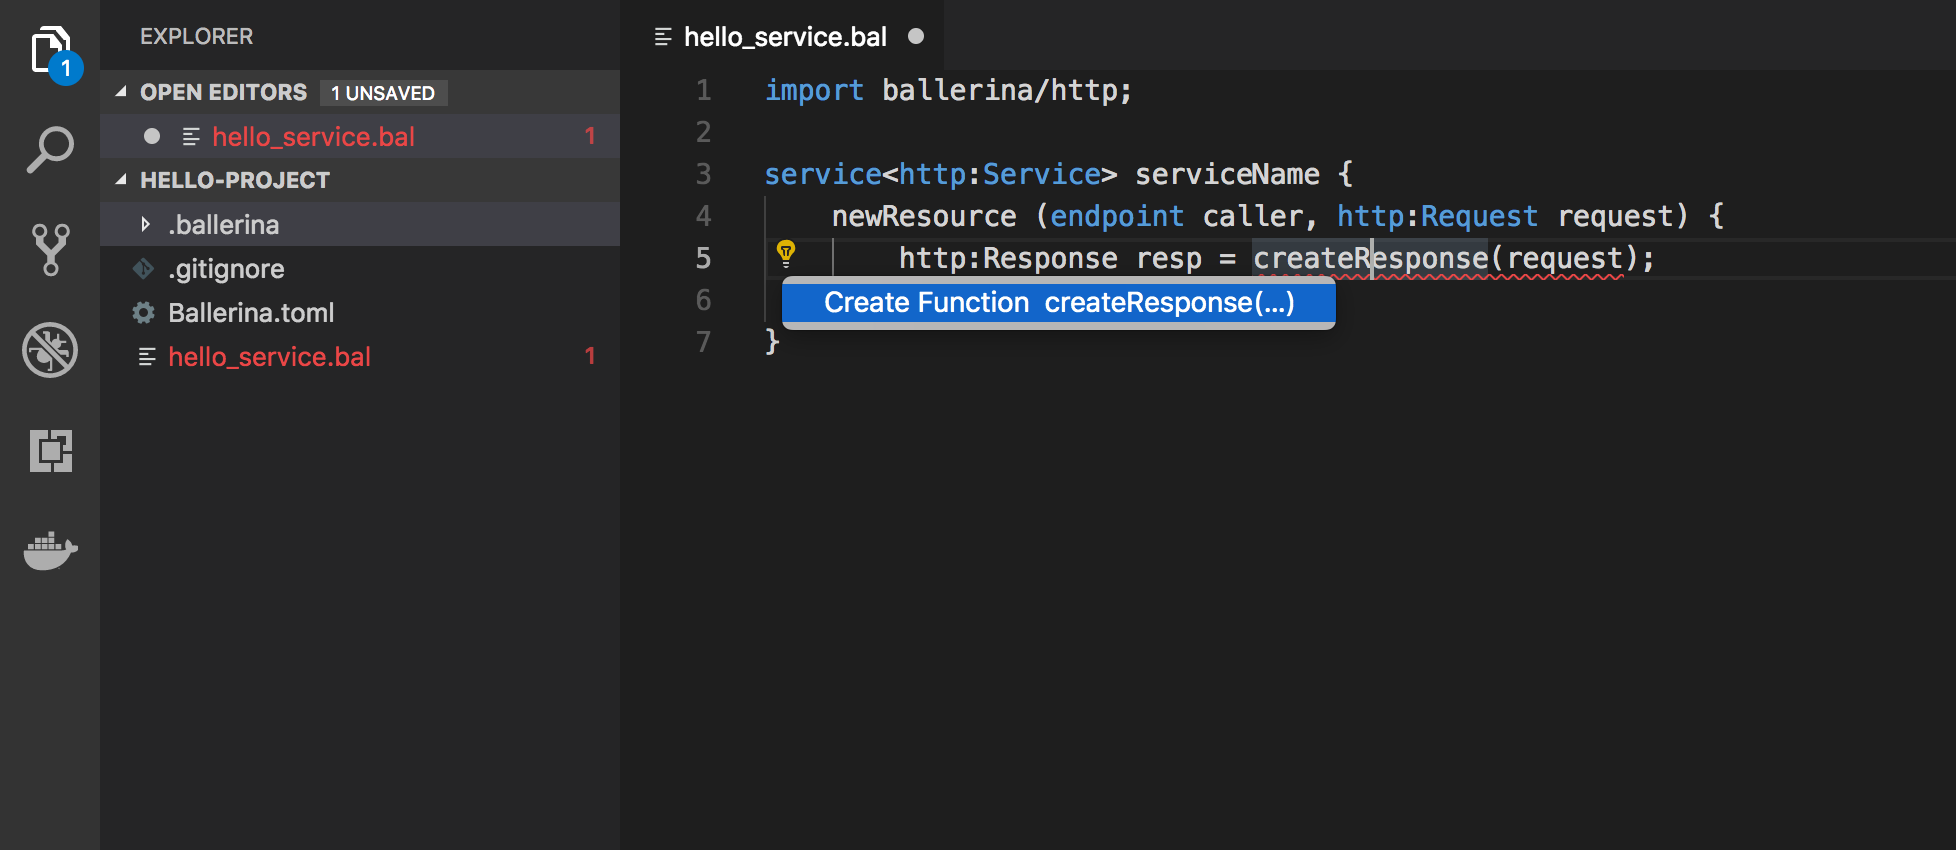 1
EXPLORER
OPEN EDITORS 1 UNSAVED
hello_service.bal 1
HELLO-PROJECT
.ballerina
.gitignore
Ballerina.toml
hello_service.bal 1
hello_service.bal
1 import ballerina/http;
2
3 service<http:Service> serviceName {
4 newResource (endpoint caller, http:Request request) {
5 http:Response resp = createResponse(request);
6 Create Function createResponse(...)
7 }